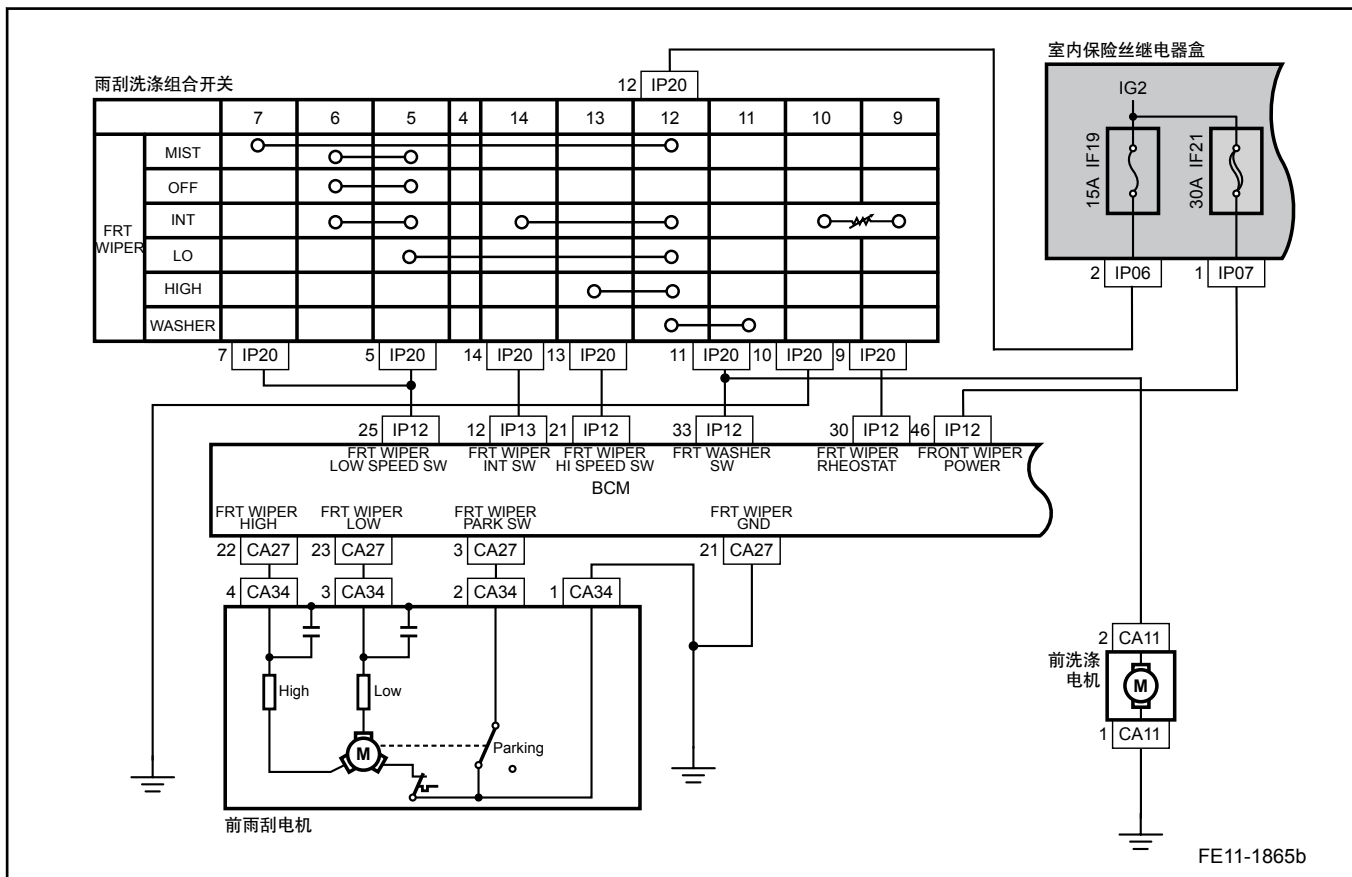 室内保险丝继电器盒
雨刮洗涤组合开关
12 IP20
IG2
15A IF19
30A IF21
7 6 5 4 14 13 12 11 10 9
FRT
WIPER
MIST
OFF
INT
LO
HIGH
WASHER
2 IP06
1 IP07
7 IP20
5 IP20
14 IP20
13 IP20
11 IP20
10 IP20
9 IP20
25 IP12
12 IP13
21 IP12
33 IP12
30 IP12
46 IP12
FRT WIPER
LOW SPEED SW
FRT WIPER
INT SW
FRT WIPER
HI SPEED SW
FRT WASHER
SW
FRT WIPER
RHEOSTAT
FRONT WIPER
POWER
BCM
FRT WIPER
HIGH
FRT WIPER
LOW
FRT WIPER
PARK SW
FRT WIPER
GND
22 CA27
23 CA27
3 CA27
21 CA27
4 CA34
3 CA34
2 CA34
1 CA34
High
Low
M
Parking
前雨刮电机
2 CA11
前洗涤
电机
M
1 CA11
FE11-1865b